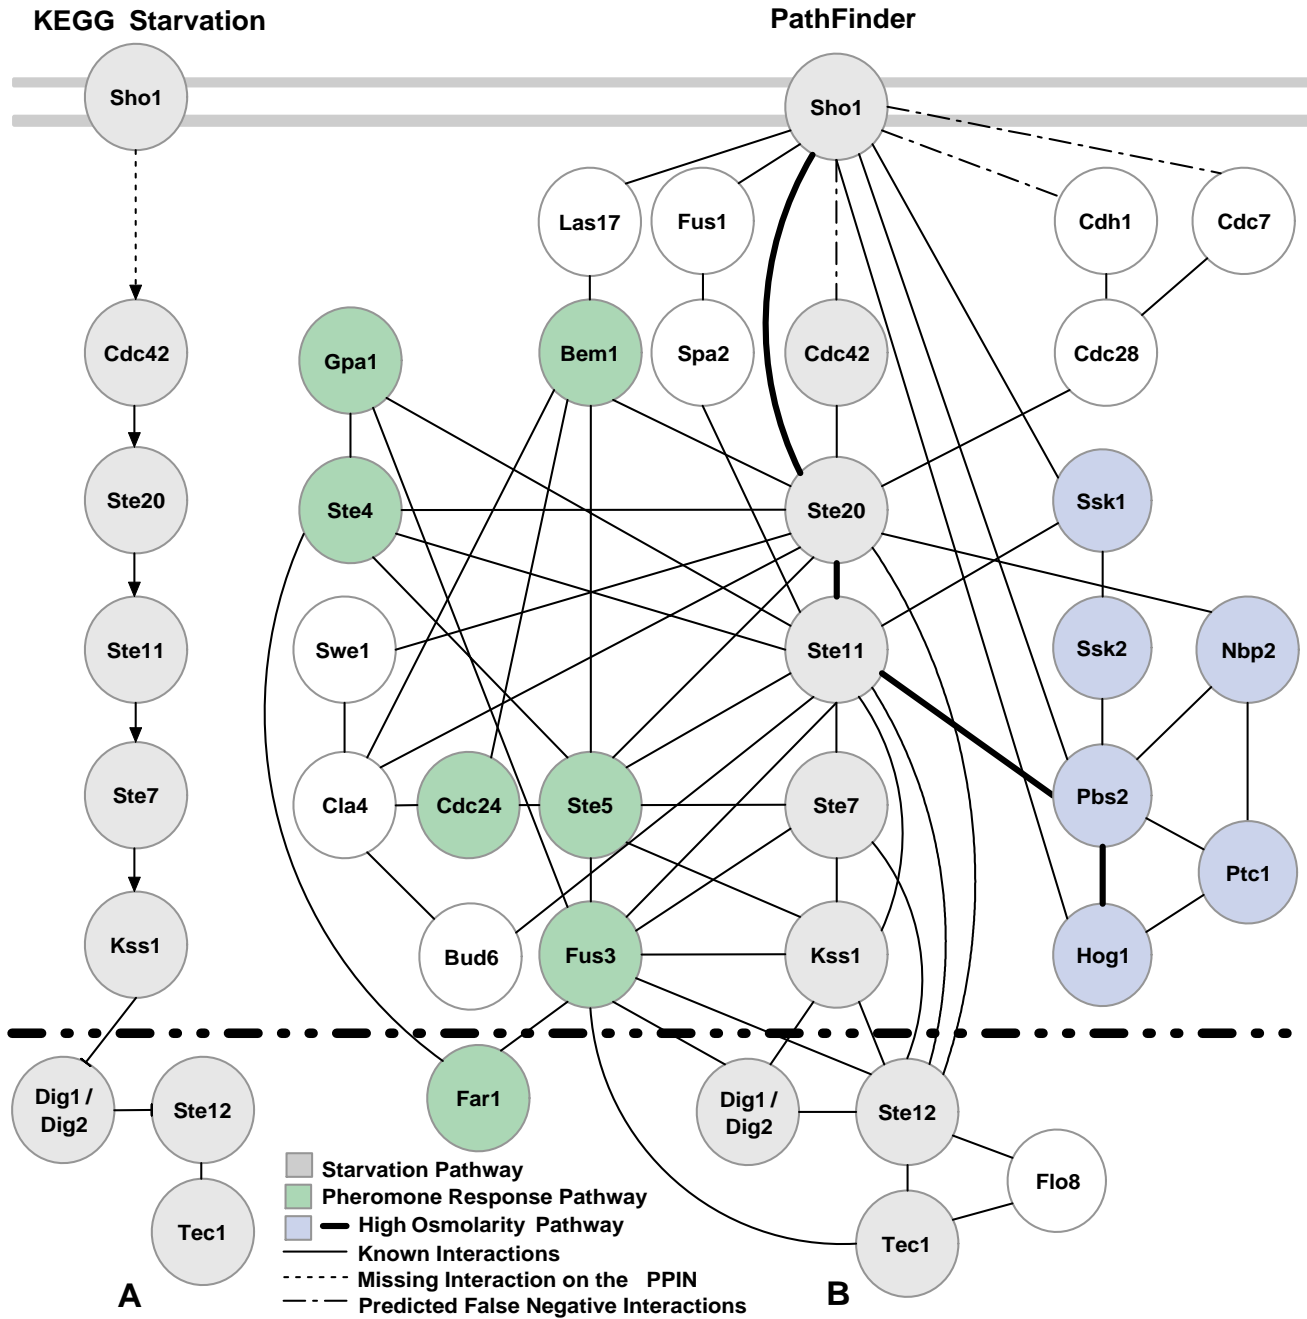 KEGG Starvation
PathFinder
Sho1
Sho1
Las17
Fus1
Cdh1
Cdc7
Cdc42
Gpa1
Bem1
Spa2
Cdc42
Cdc28
Ste20
Ste4
Ste20
Ssk1
Ste11
Swe1
Ste11
Ssk2
Nbp2
Ste7
Cla4
Cdc24
Ste5
Ste7
Pbs2
Ptc1
Kss1
Bud6
Fus3
Kss1
Hog1
Dig1 /
Dig2
Ste12
Far1
Dig1 /
Dig2
Ste12
Flo8
Tec1
Tec1
Starvation Pathway
Pheromone Response Pathway
High Osmolarity Pathway
Known Interactions
Missing Interaction on the PPIN
Predicted False Negative Interactions
A
B